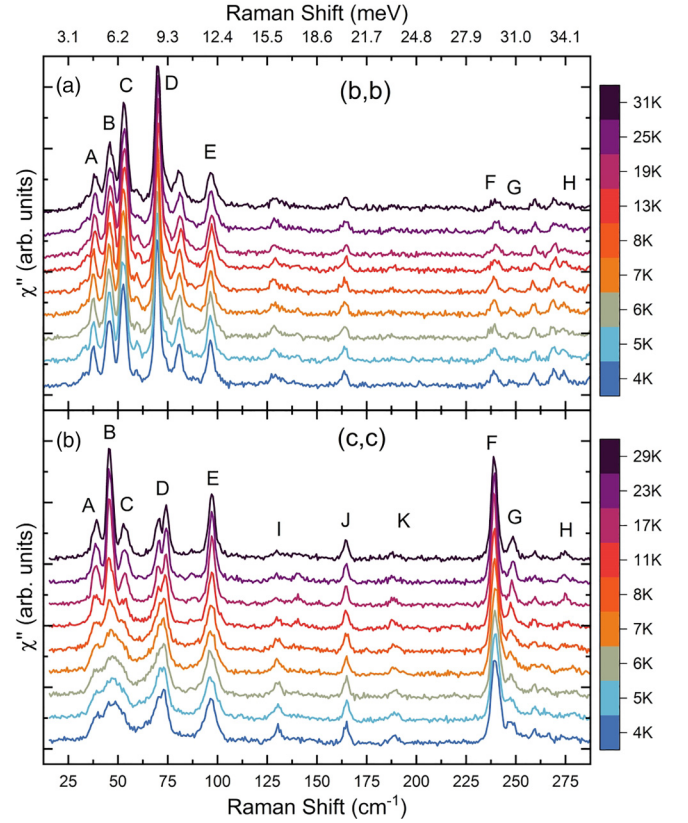 Raman Shift (meV)
3.1 6.2 9.3 12.4 15.5 18.6 21.7 24.8 27.9 31.0 34.1
(a) C D (b,b)
B
A E F G H
31K
25K
19K
13K
8K
7K
6K
5K
4K
χ" (arb. units)
(b) B (c,c) F
A C D E I J K G H
29K
23K
17K
11K
8K
7K
6K
5K
4K
χ" (arb. units)
25 50 75 100 125 150 175 200 225 250 275
Raman Shift (cm⁻¹)